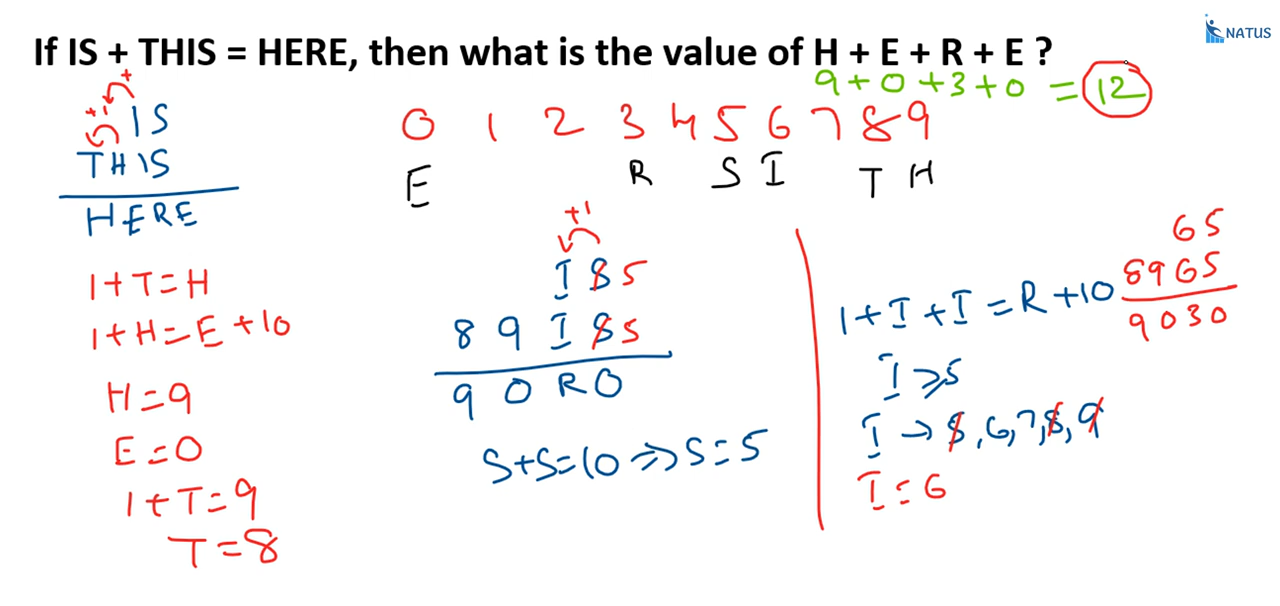 NATUS
If IS + THIS = HERE, then what is the value of H + E + R + E ?
9 + 0 + 3 + 0 = 12
+1
+1
IS
THIS
HERE
0 1 2 3 4 5 6 7 8 9
E R S I T H
1 + T = H
1 + H = E + 10
H = 9
E = 0
1 + T = 9
T = 8
+1
I S 5
8 9 I S 5
9 0 R 0
S + S = 10 ⇒ S = 5
65
8965
9030
1 + I + I = R + 10
I ≥ 5
I → 5, 6, 7, 8, 9
I = 6